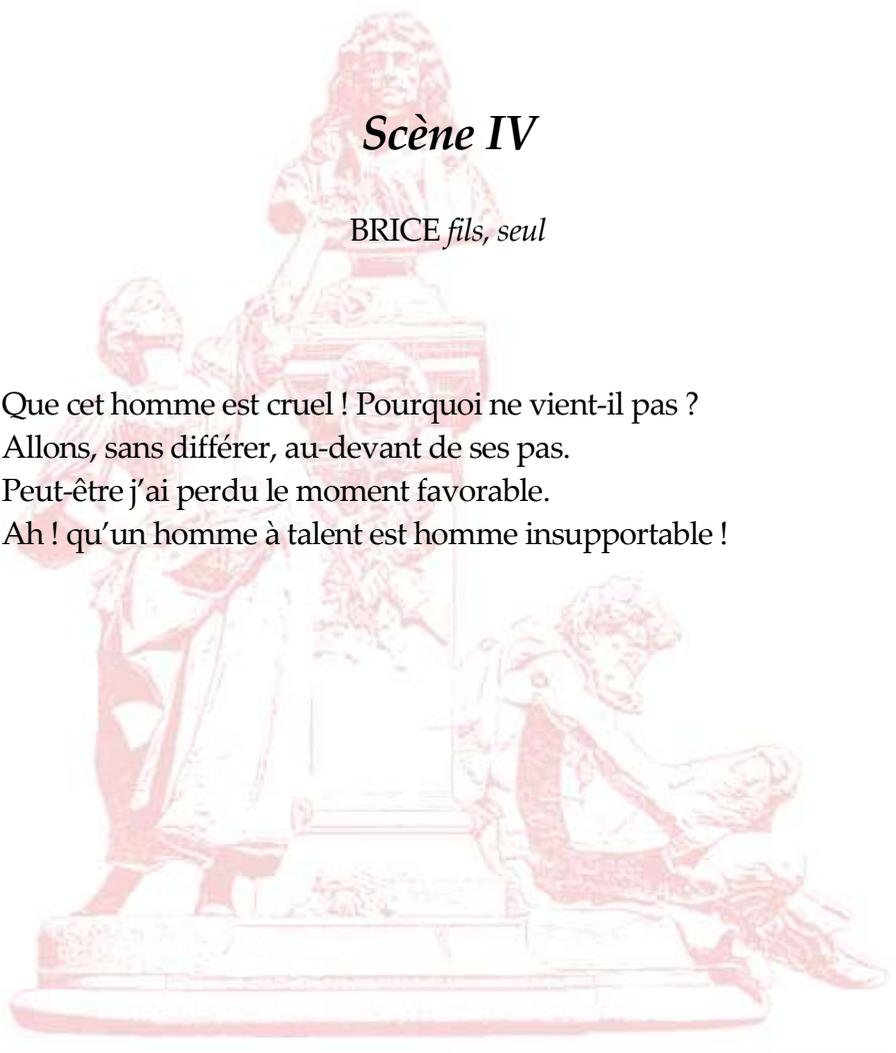 Scène IV
BRICE fils, seul
Que cet homme est cruel ! Pourquoi ne vient-il pas ?
Allons, sans différer, au-devant de ses pas.
Peut-être j’ai perdu le moment favorable.
Ah ! qu’un homme à talent est homme insupportable !